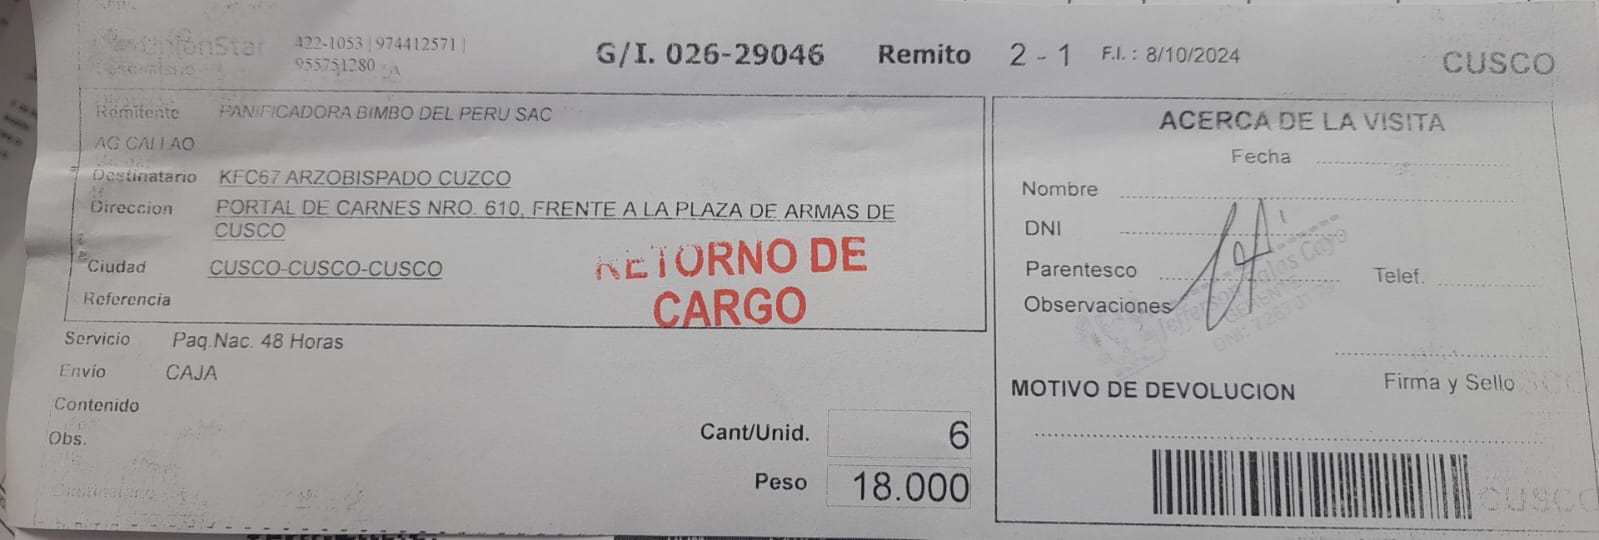 UnionStar 422-1053 | 974412571 |
955751280
G/I. 026-29046 Remito 2 - 1 F.I. : 8/10/2024 CUSCO
Remitente PANIFICADORA BIMBO DEL PERU SAC
AG CALLAO
Destinatario KFC67 ARZOBISPADO CUZCO
Direccion PORTAL DE CARNES NRO. 610, FRENTE A LA PLAZA DE ARMAS DE
CUSCO
Ciudad CUSCO-CUSCO-CUSCO
Referencia
RETORNO DE
CARGO
Servicio Paq.Nac. 48 Horas
Envio CAJA
Contenido
Obs.
Cant/Unid. 6
Peso 18.000
ACERCA DE LA VISITA
Fecha
Nombre
DNI
Parentesco Telef.
Observaciones
Firma y Sello
MOTIVO DE DEVOLUCION
CUSCO